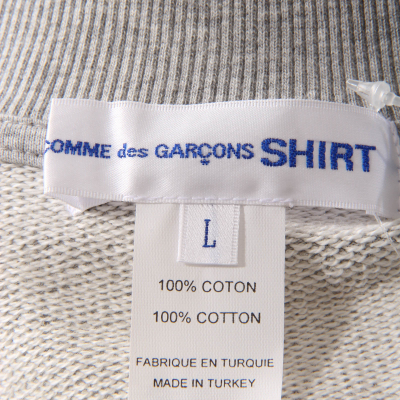 COMME des GARÇONS SHIRT
L
100% COTON
100% COTTON
FABRIQUE EN TURQUIE
MADE IN TURKEY